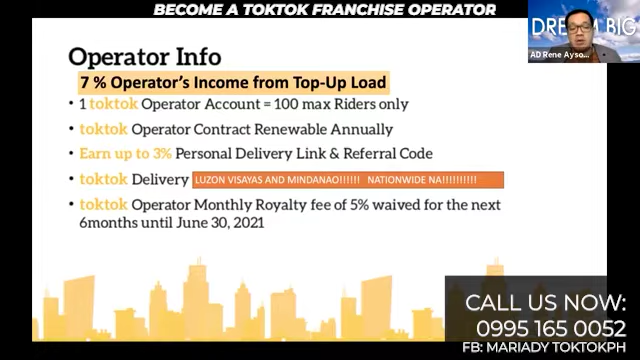 BECOME A TOKTOK FRANCHISE OPERATOR
DREAM BIG
AD Rene Ayso...
Operator Info
7 % Operator's Income from Top-Up Load
• 1 toktok Operator Account = 100 max Riders only
• toktok Operator Contract Renewable Annually
• Earn up to 3% Personal Delivery Link & Referral Code
• toktok Delivery LUZON VISAYAS AND MINDANAO!!!!!! NATIONWIDE NA!!!!!!!!!!
• toktok Operator Monthly Royalty fee of 5% waived for the next
6months until June 30, 2021
CALL US NOW:
0995 165 0052
FB: MARIADY TOKTOKPH